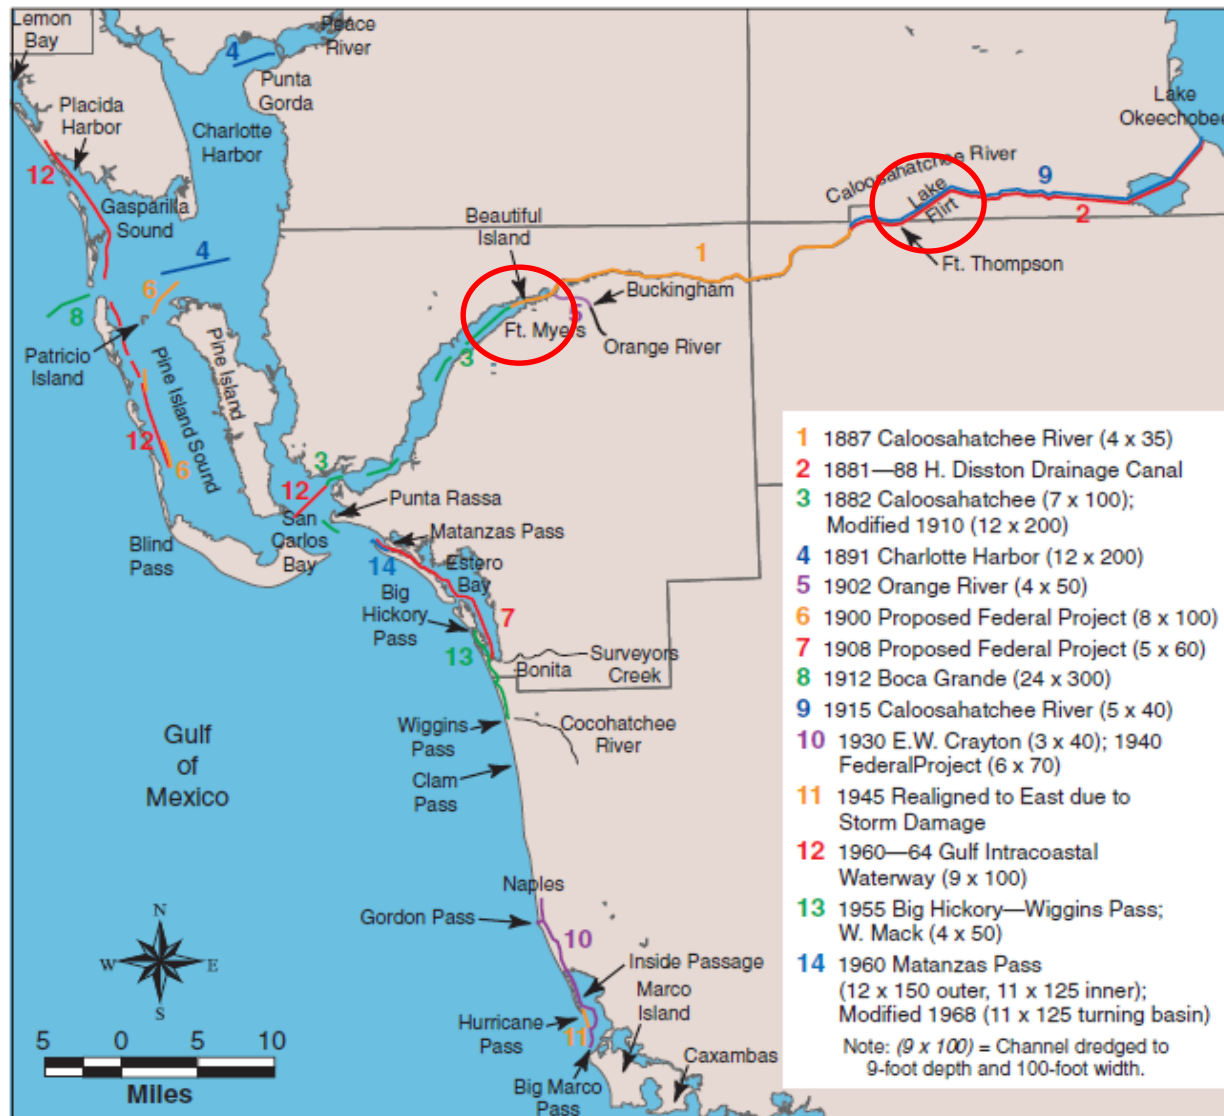 Lemon
Bay
Peace
River
4
Punta
Gorda
Placida
Harbor
Charlotte
Harbor
Lake
Okeechobee
12
Gasparilla
Sound
Caloosahatchee River
Lake
Flirt
9
2
Beautiful
Island
4
1
Ft. Thompson
6
8
Buckingham
5
Ft. Myers
Orange River
Patricio
Island
Pine Island
Pine Island Sound
3
12
6
3
12
Punta Rassa
San
Carlos
Bay
Matanzas Pass
Blind
Pass
14
Estero
Bay
Big
Hickory
Pass
7
13
Surveyors
Creek
Bonita
Wiggins
Pass
Cocohatchee
River
Gulf
of
Mexico
Clam
Pass
Naples
Gordon Pass
10
Inside Passage
Marco
Island
Hurricane
Pass
11
Caxambas
Big Marco
Pass
N
W E
S
5 0 5 10
Miles
1 1887 Caloosahatchee River (4 x 35)
2 1881—88 H. Disston Drainage Canal
3 1882 Caloosahatchee (7 x 100);
Modified 1910 (12 x 200)
4 1891 Charlotte Harbor (12 x 200)
5 1902 Orange River (4 x 50)
6 1900 Proposed Federal Project (8 x 100)
7 1908 Proposed Federal Project (5 x 60)
8 1912 Boca Grande (24 x 300)
9 1915 Caloosahatchee River (5 x 40)
10 1930 E.W. Crayton (3 x 40); 1940
FederalProject (6 x 70)
11 1945 Realigned to East due to
Storm Damage
12 1960—64 Gulf Intracoastal
Waterway (9 x 100)
13 1955 Big Hickory—Wiggins Pass;
W. Mack (4 x 50)
14 1960 Matanzas Pass
(12 x 150 outer, 11 x 125 inner);
Modified 1968 (11 x 125 turning basin)
Note: (9 x 100) = Channel dredged to
9-foot depth and 100-foot width.